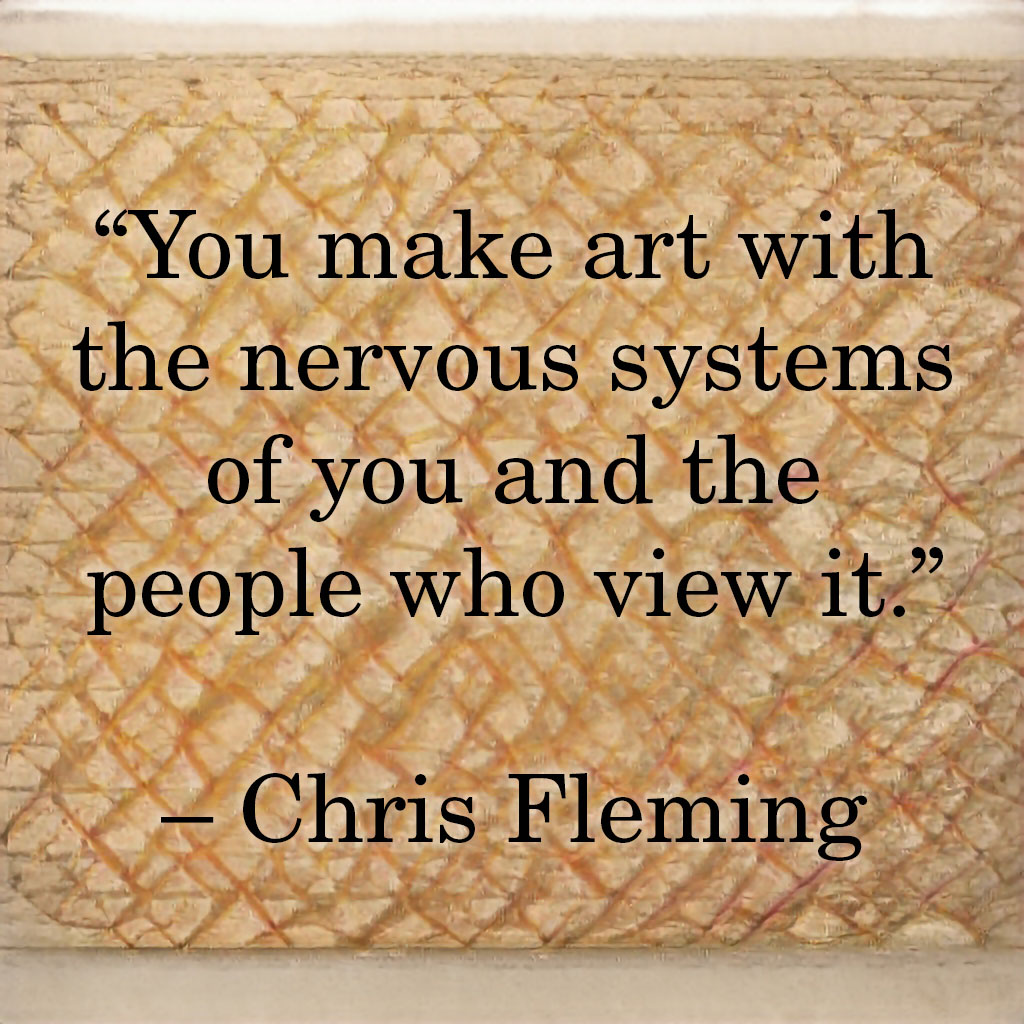 “You make art with
the nervous systems
of you and the
people who view it.”
– Chris Fleming